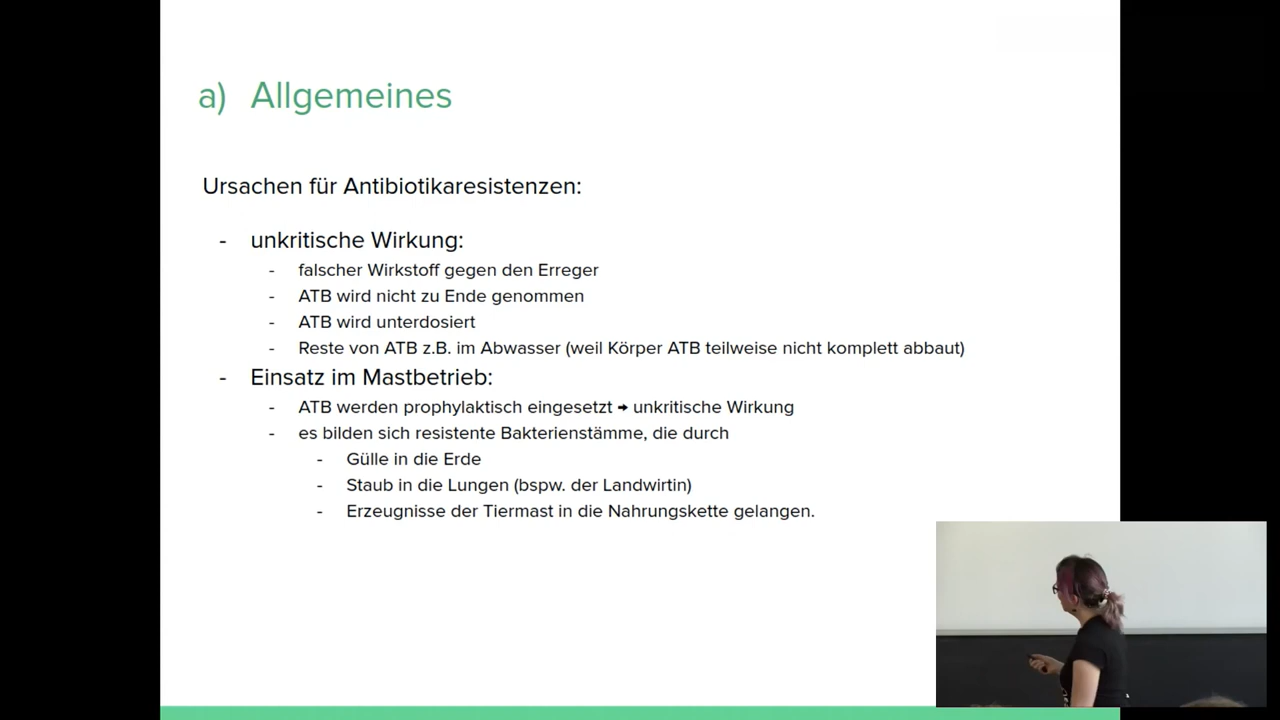 a) Allgemeines
Ursachen für Antibiotikaresistenzen:
- unkritische Wirkung:
- falscher Wirkstoff gegen den Erreger
- ATB wird nicht zu Ende genommen
- ATB wird unterdosiert
- Reste von ATB z.B. im Abwasser (weil Körper ATB teilweise nicht komplett abbaut)
- Einsatz im Mastbetrieb:
- ATB werden prophylaktisch eingesetzt → unkritische Wirkung
- es bilden sich resistente Bakterienstämme, die durch
- Gülle in die Erde
- Staub in die Lungen (bspw. der Landwirtin)
- Erzeugnisse der Tiermast in die Nahrungskette gelangen.